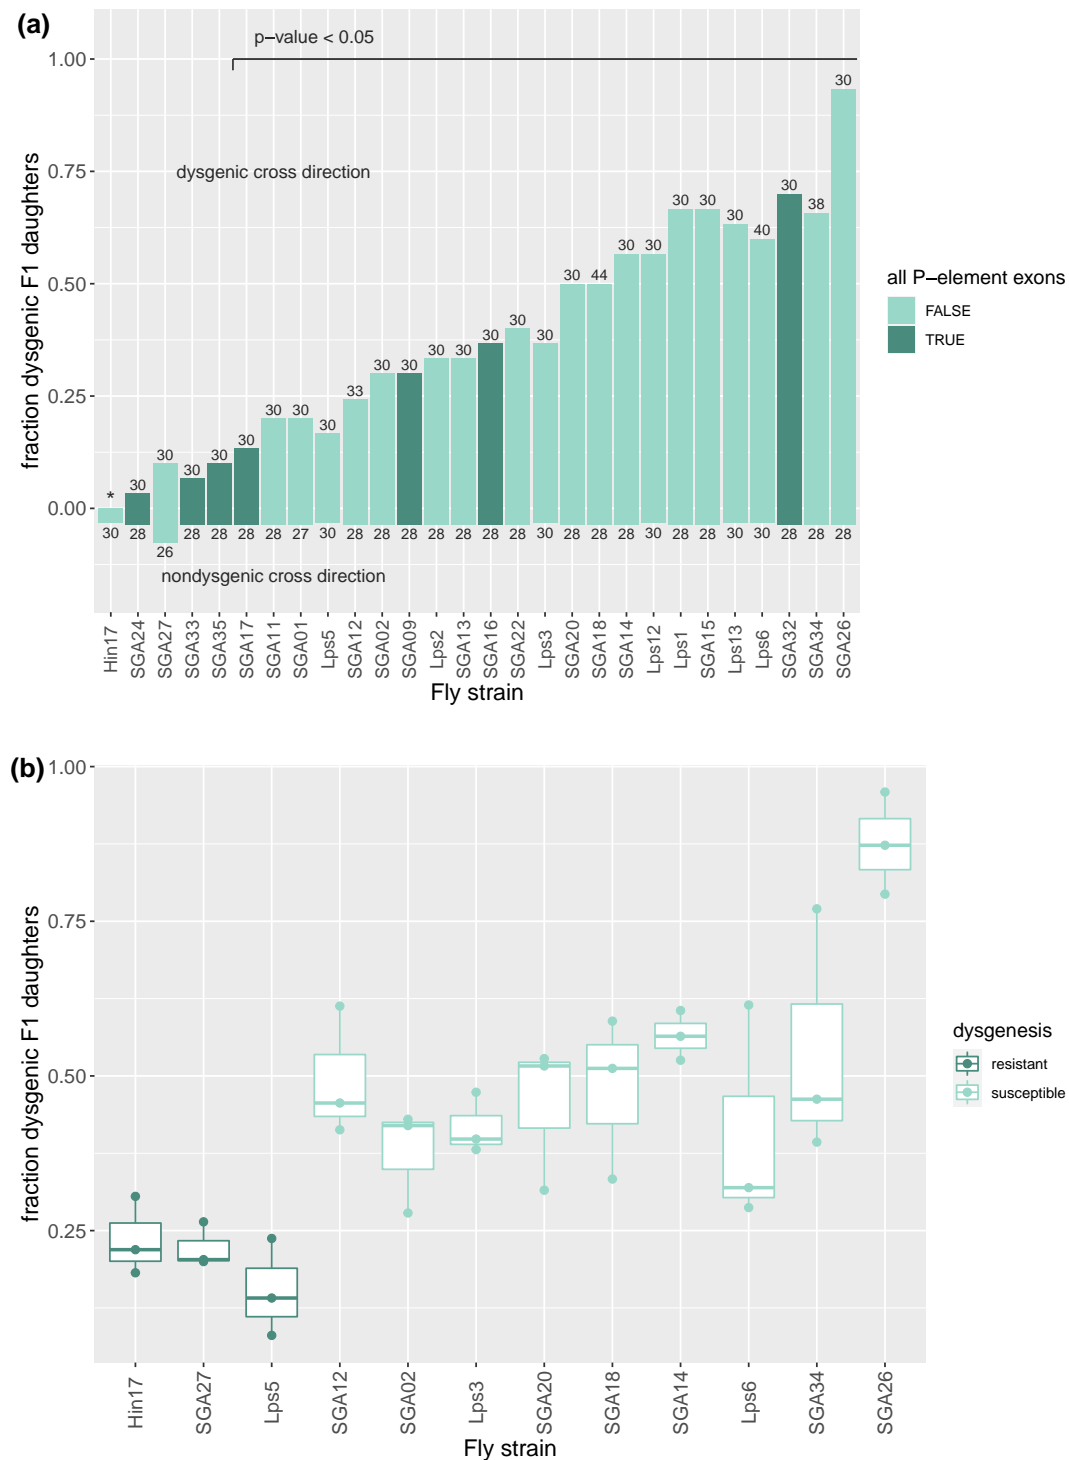 (a)
p−value < 0.05
1.00
0.75
0.50
0.25
0.00
fraction dysgenic F1 daughters
dysgenic cross direction
* 30 30 30 30 30 30 30 30 33 30 30 30 30 30 30 30 30 44 30 30 30 30 30 40 30 38 30
30 28 26 28 28 28 28 27 30 28 28 28 28 28 28 28 30 28 28 28 30 28 28 30 30 28 28 28
nondysgenic cross direction
Hin17 SGA24 SGA27 SGA33 SGA35 SGA17 SGA11 SGA01 Lps5 SGA12 SGA02 SGA09 Lps2 SGA13 SGA16 SGA22 Lps3 SGA20 SGA18 SGA14 Lps12 Lps1 SGA15 Lps13 Lps6 SGA32 SGA34 SGA26
Fly strain
all P−element exons
FALSE
TRUE
(b)
1.00
0.75
0.50
0.25
fraction dysgenic F1 daughters
Hin17 SGA27 Lps5 SGA12 SGA02 Lps3 SGA20 SGA18 SGA14 Lps6 SGA34 SGA26
Fly strain
dysgenesis
resistant
susceptible